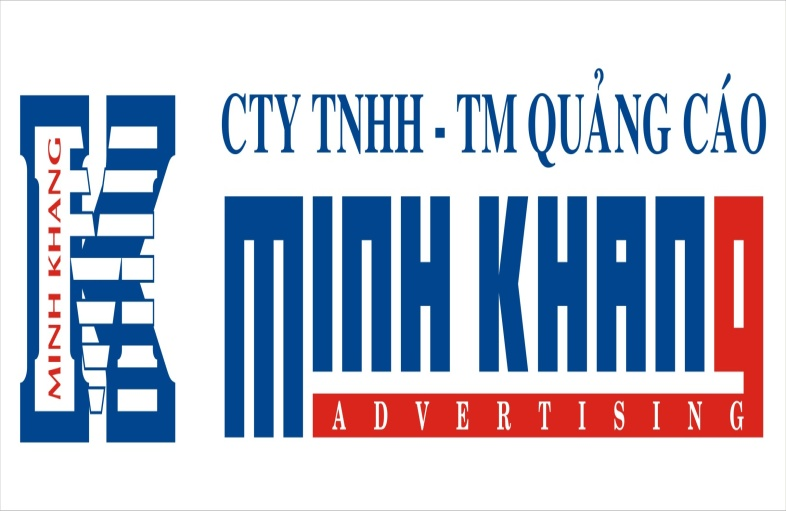 MINH KHANG
CTY TNHH - TM QUẢNG CÁO
MINH KHANG
ADVERTISING